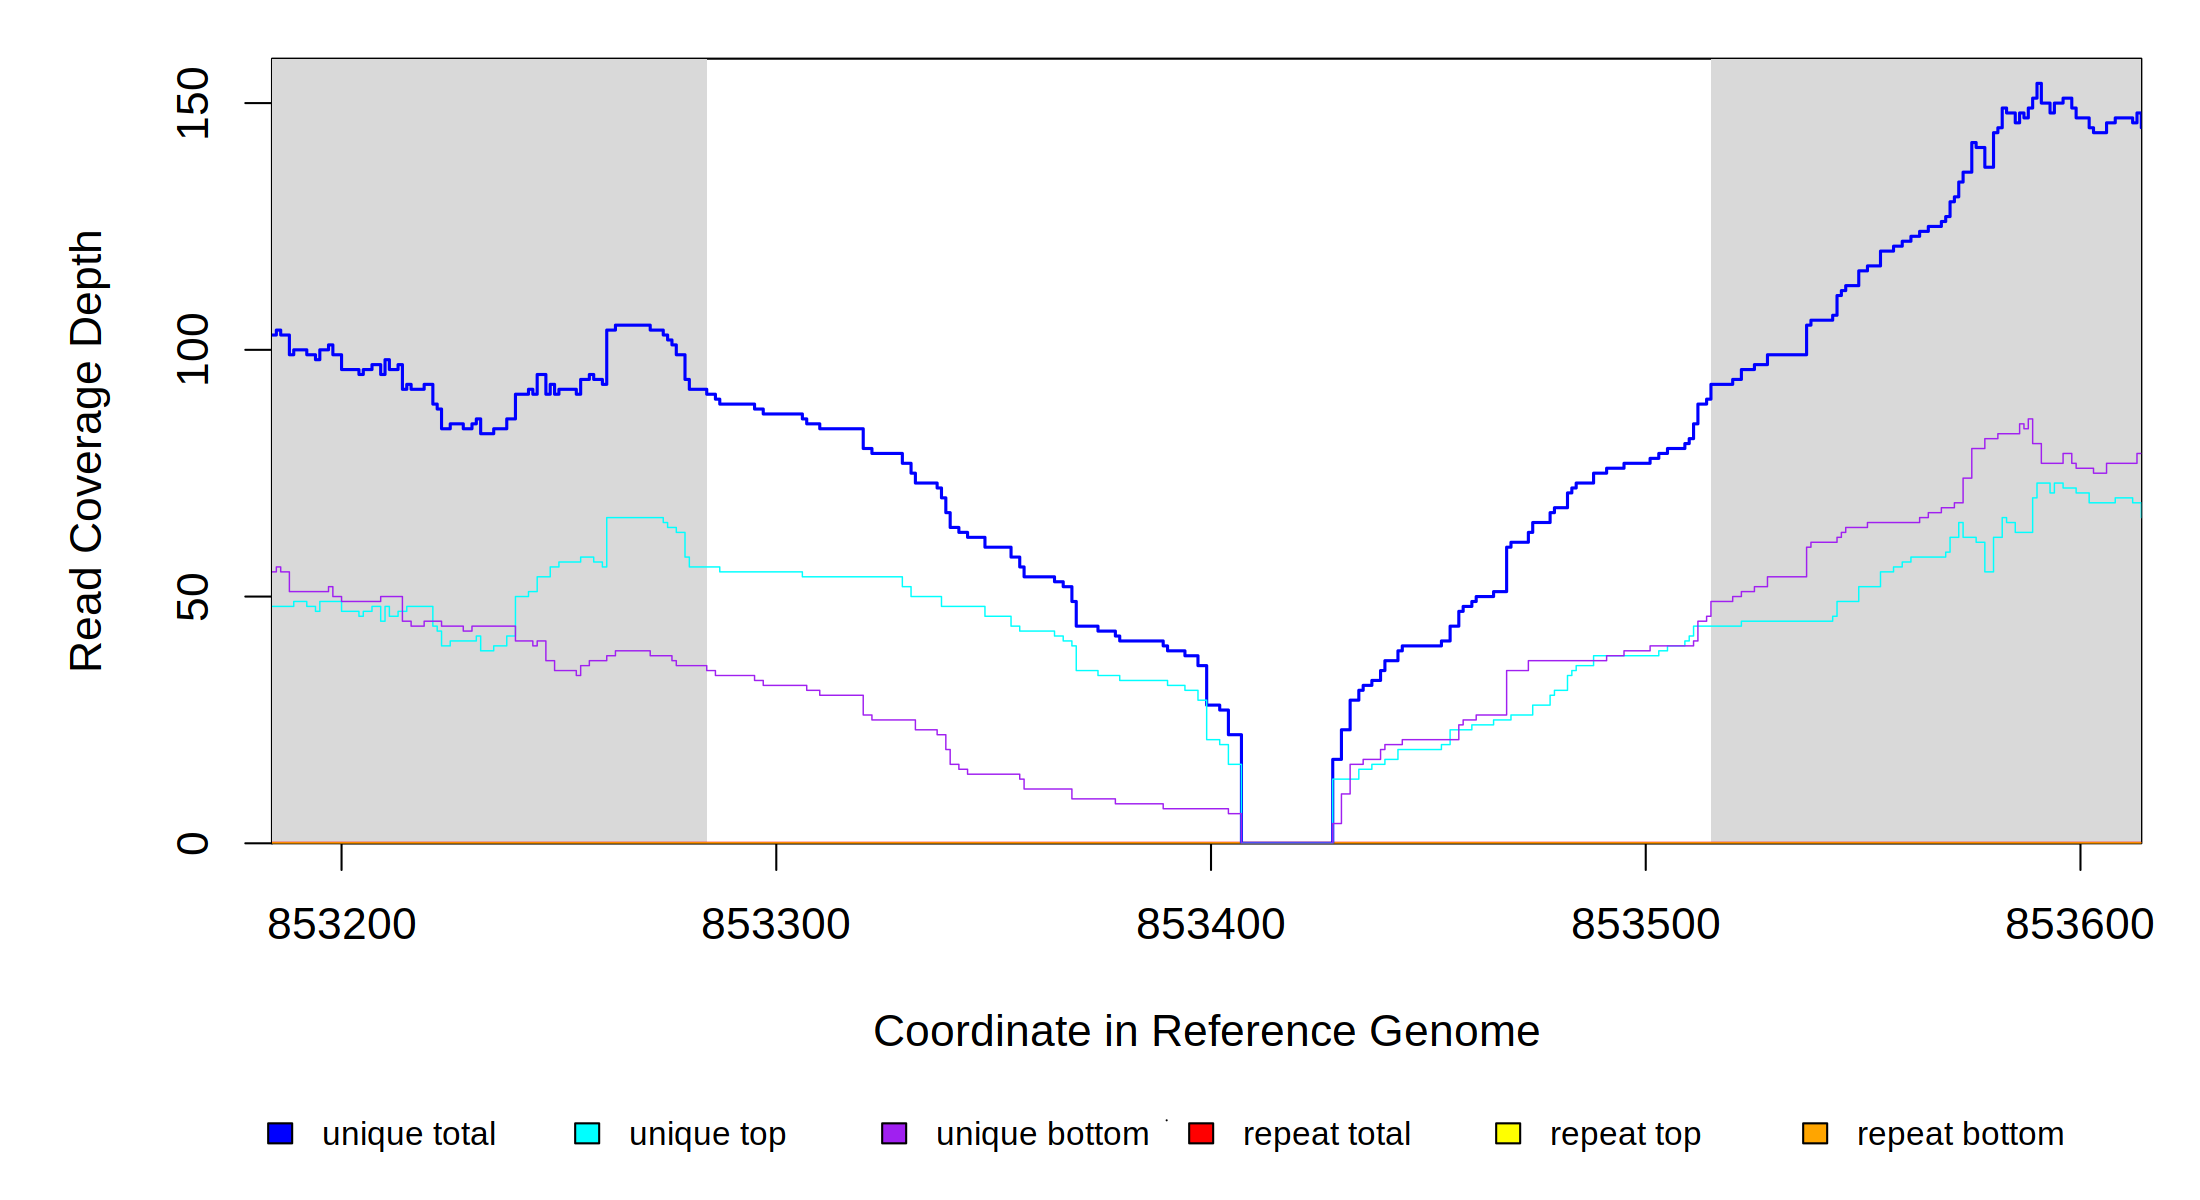 150
100
50
0
Read Coverage Depth
853200 853300 853400 853500 853600
Coordinate in Reference Genome
unique total unique top unique bottom repeat total repeat top repeat bottom